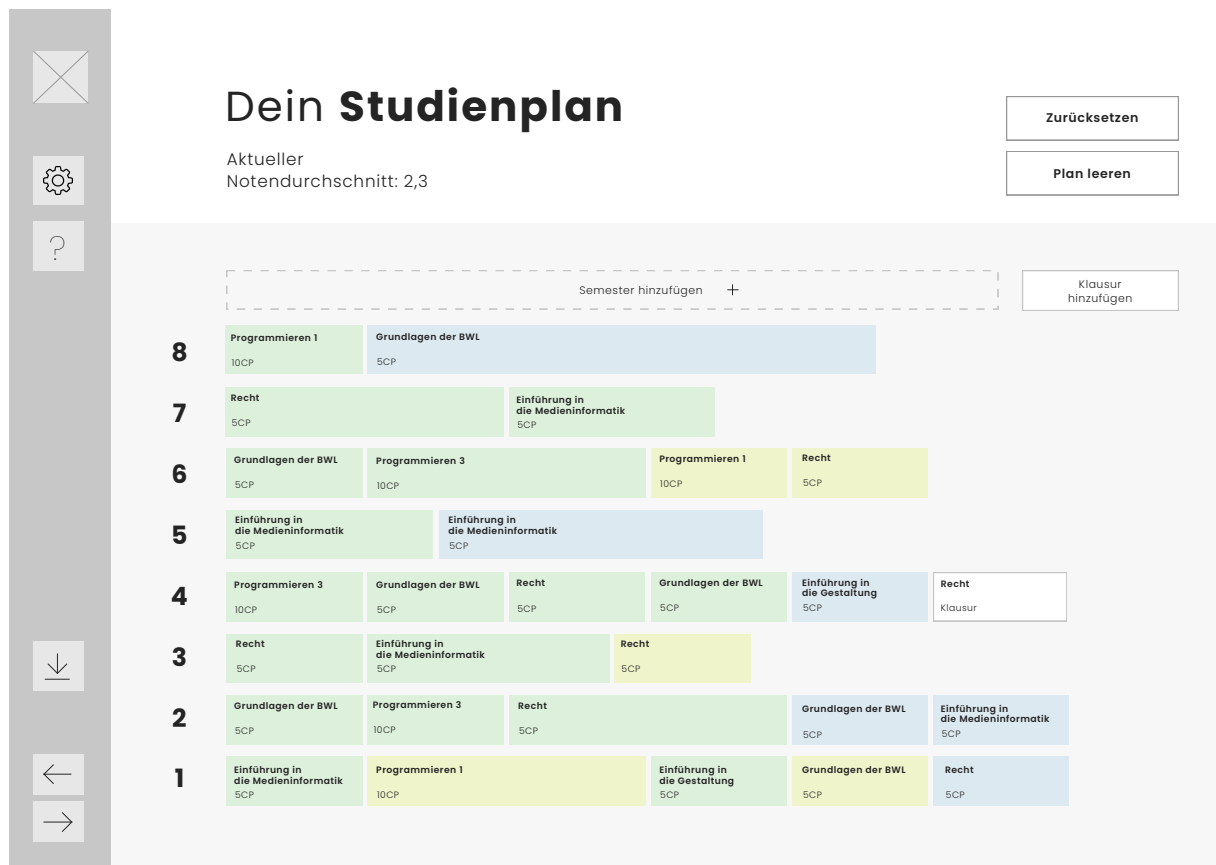 Dein Studienplan
Aktueller
Notendurchschnitt: 2,3
Zurücksetzen
Plan leeren
?
Semester hinzufügen +
Klausur
hinzufügen
8
Programmieren 1
10CP
Grundlagen der BWL
5CP
7
Recht
5CP
Einführung in
die Medieninformatik
5CP
6
Grundlagen der BWL
5CP
Programmieren 3
10CP
Programmieren 1
10CP
Recht
5CP
5
Einführung in
die Medieninformatik
5CP
Einführung in
die Medieninformatik
5CP
4
Programmieren 3
10CP
Grundlagen der BWL
5CP
Recht
5CP
Grundlagen der BWL
5CP
Einführung in
die Gestaltung
5CP
Recht
Klausur
3
Recht
5CP
Einführung in
die Medieninformatik
5CP
Recht
5CP
2
Grundlagen der BWL
5CP
Programmieren 3
10CP
Recht
5CP
Grundlagen der BWL
5CP
Einführung in
die Medieninformatik
5CP
1
Einführung in
die Medieninformatik
5CP
Programmieren 1
10CP
Einführung in
die Gestaltung
5CP
Grundlagen der BWL
5CP
Recht
5CP